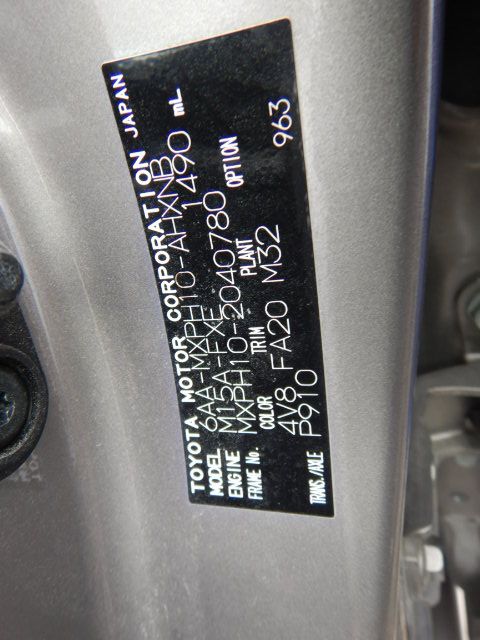 TOYOTA MOTOR CORPORATION JAPAN
MODEL 6AA-MXPH10-AHXNB
ENGINE M15A-FXE 1490 mL
FRAME No. MXPH10-2040780
COLOR TRIM PLANT OPTION
4V8 FA20 M32 963
TRANS./AXLE P910